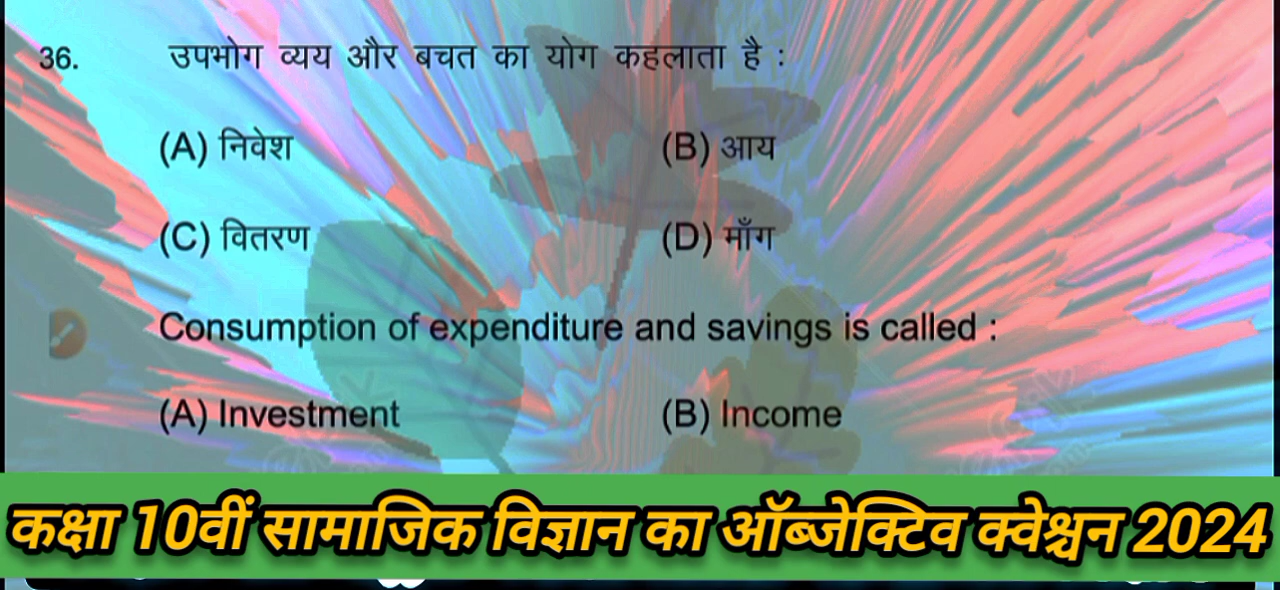 36. उपभोग व्यय और बचत का योग कहलाता है :
(A) निवेश (B) आय
(C) वितरण (D) माँग
Consumption of expenditure and savings is called :
(A) Investment (B) Income
कक्षा 10वीं सामाजिक विज्ञान का ऑब्जेक्टिव क्वेश्चन 2024